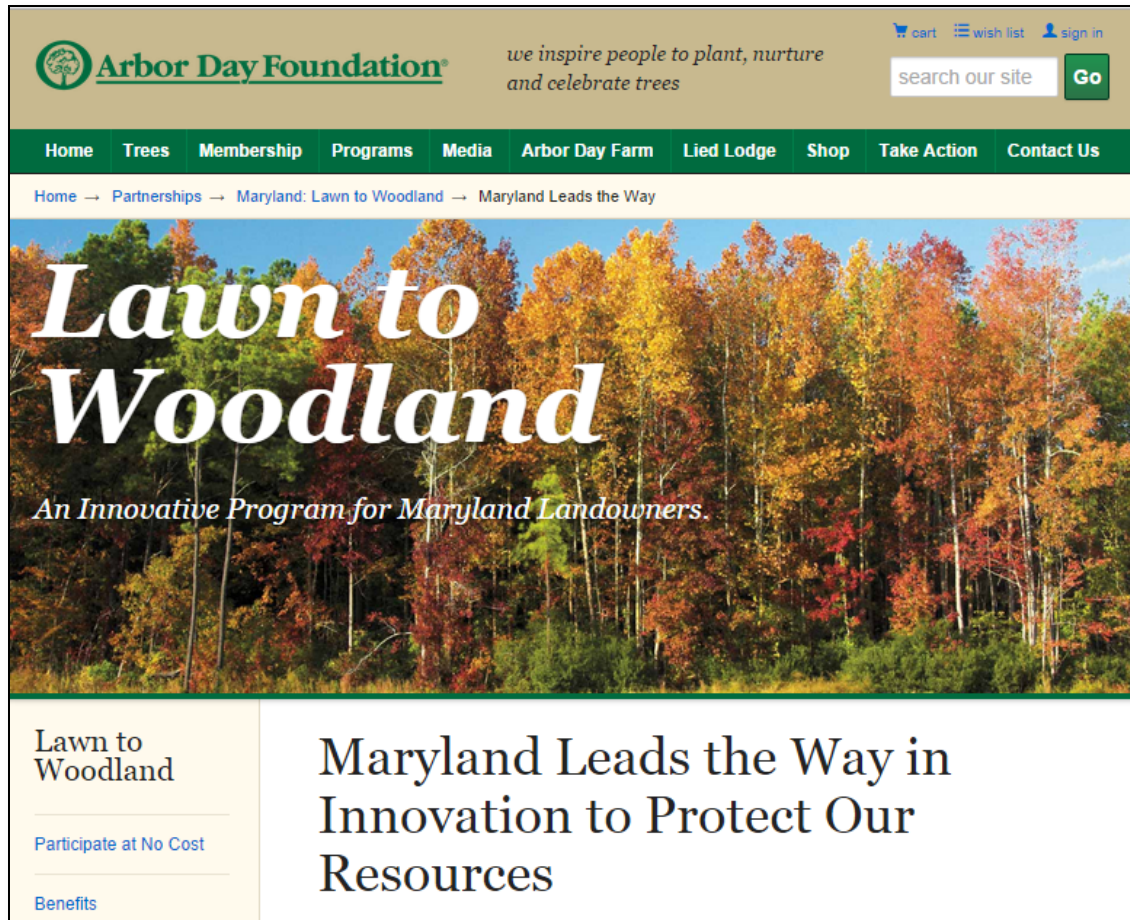 cart wish list sign in
Arbor Day Foundation®
we inspire people to plant, nurture
and celebrate trees
search our site Go
Home Trees Membership Programs Media Arbor Day Farm Lied Lodge Shop Take Action Contact Us
Home → Partnerships → Maryland: Lawn to Woodland → Maryland Leads the Way
Lawn to
Woodland
An Innovative Program for Maryland Landowners.
Lawn to
Woodland
Participate at No Cost
Benefits
Maryland Leads the Way in
Innovation to Protect Our
Resources